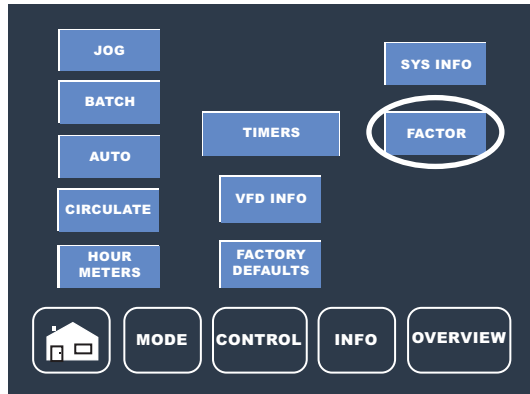 JOG
BATCH
AUTO
CIRCULATE
HOUR
METERS
TIMERS
VFD INFO
FACTORY
DEFAULTS
SYS INFO
FACTOR
MODE
CONTROL
INFO
OVERVIEW